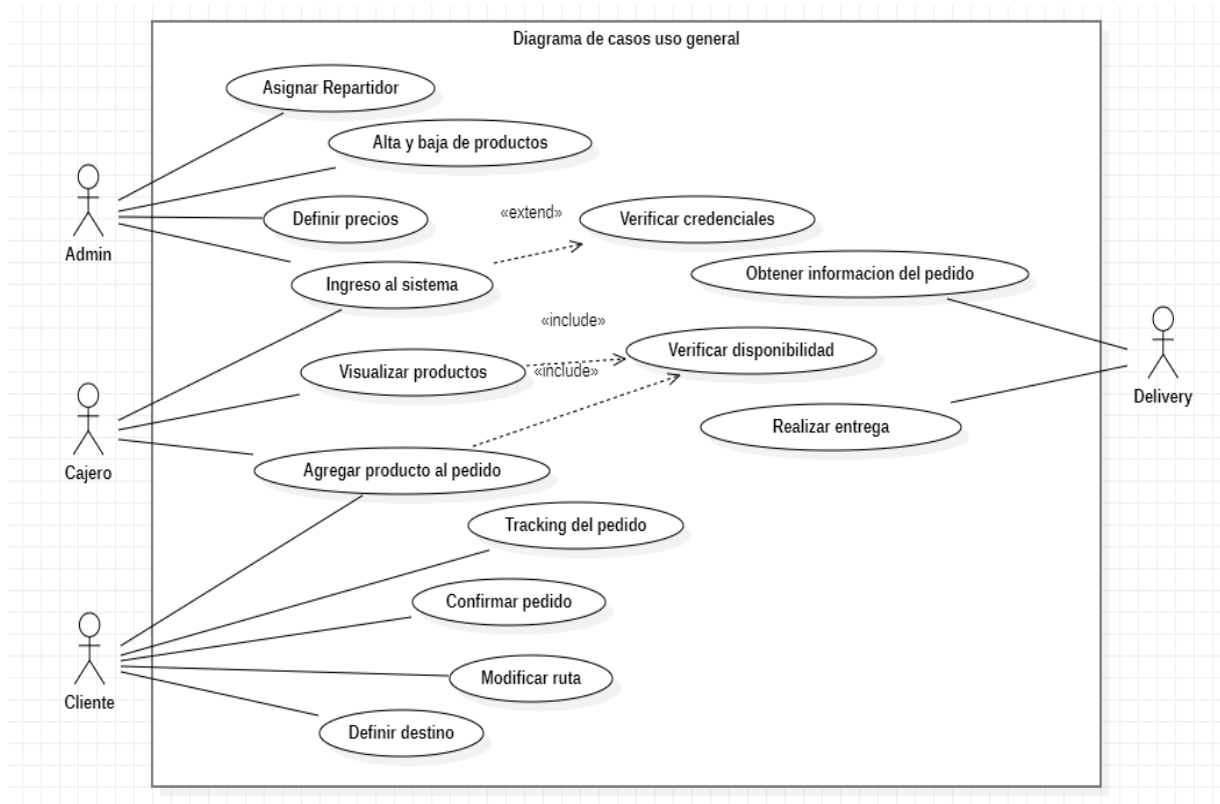 Diagrama de casos uso general
Asignar Repartidor
Alta y baja de productos
Admin
Definir precios
«extend»
Verificar credenciales
Ingreso al sistema
Obtener informacion del pedido
«include»
Verificar disponibilidad
Visualizar productos
«include»
Delivery
Cajero
Realizar entrega
Agregar producto al pedido
Tracking del pedido
Confirmar pedido
Cliente
Modificar ruta
Definir destino